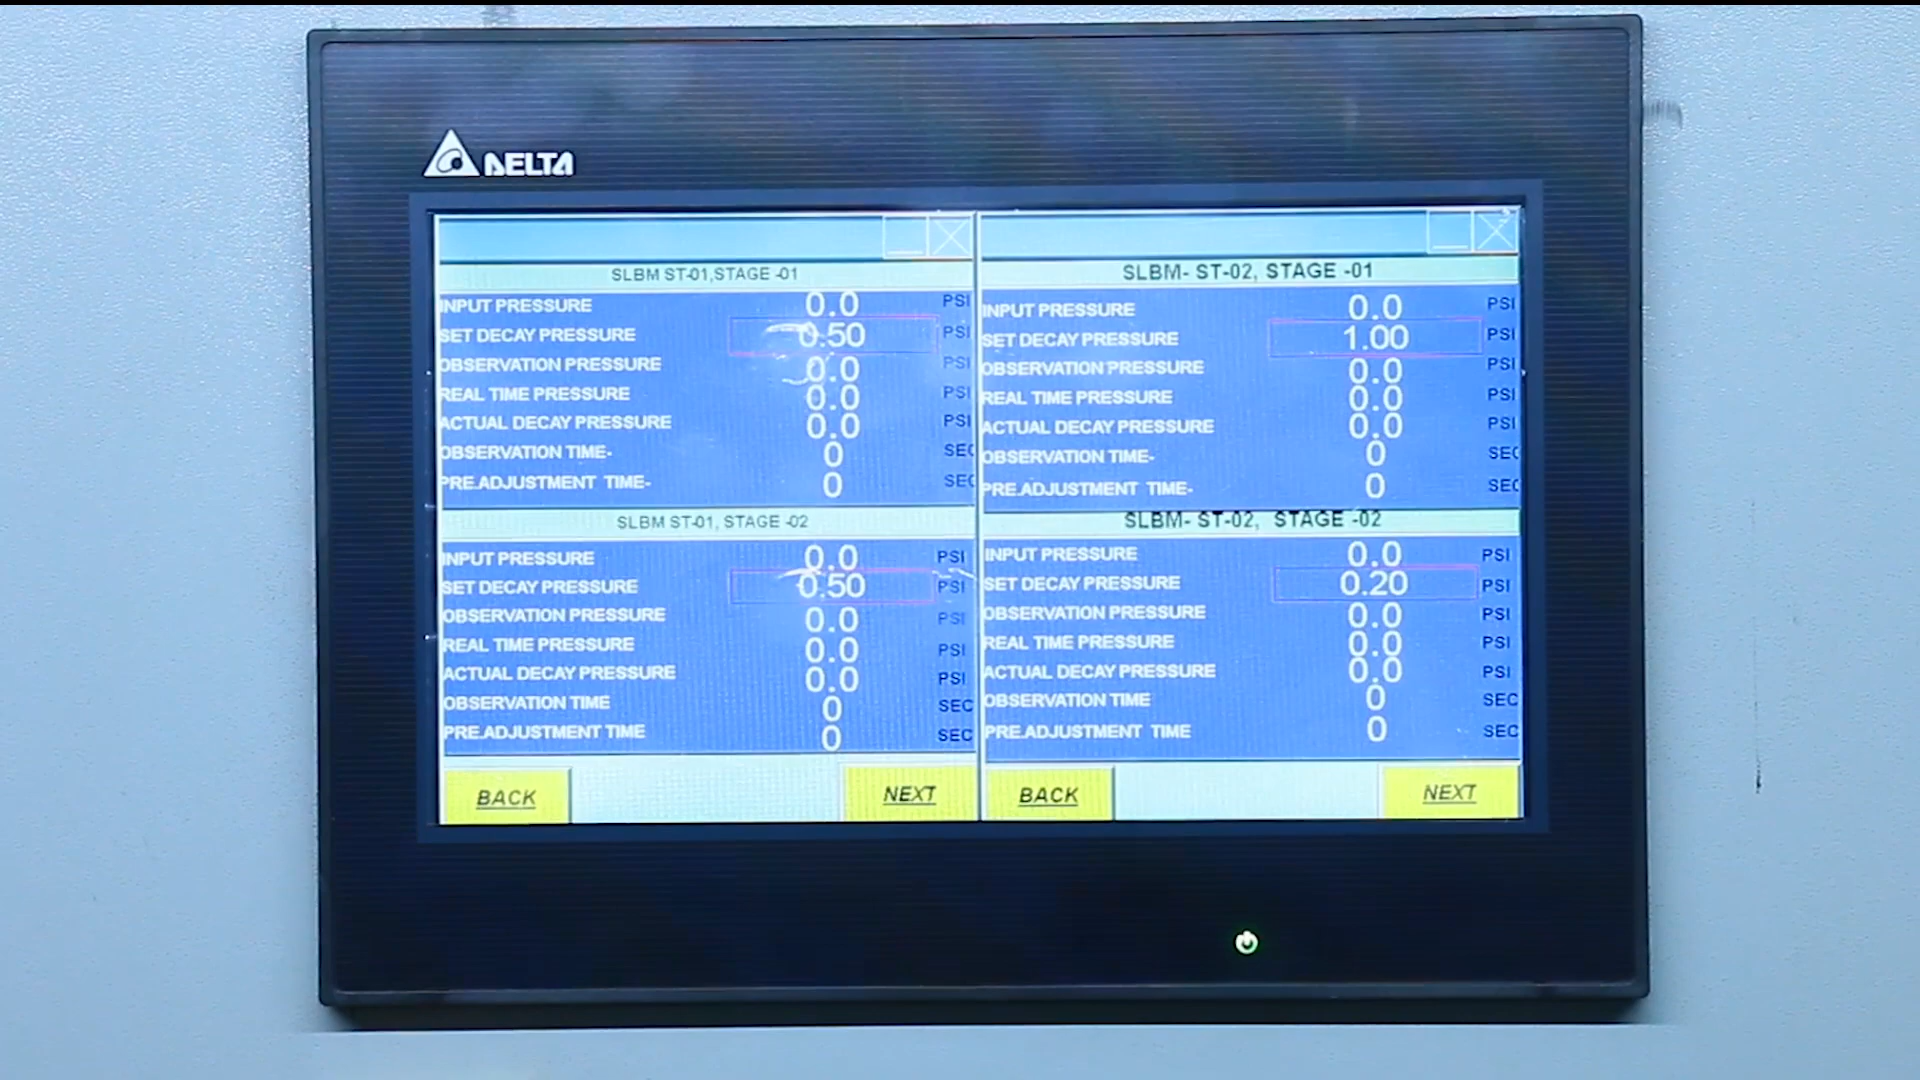 DELTA
SLBM ST-01,STAGE -01
INPUT PRESSURE 0.0 PSI
SET DECAY PRESSURE 0.50 PSI
OBSERVATION PRESSURE 0.0 PSI
REAL TIME PRESSURE 0.0 PSI
ACTUAL DECAY PRESSURE 0.0 PSI
OBSERVATION TIME- 0 SEC
PRE.ADJUSTMENT TIME- 0 SEC
SLBM ST-01, STAGE -02
INPUT PRESSURE 0.0 PSI
SET DECAY PRESSURE 0.50 PSI
OBSERVATION PRESSURE 0.0 PSI
REAL TIME PRESSURE 0.0 PSI
ACTUAL DECAY PRESSURE 0.0 PSI
OBSERVATION TIME 0 SEC
PRE.ADJUSTMENT TIME 0 SEC
BACK NEXT
SLBM- ST-02, STAGE -01
INPUT PRESSURE 0.0 PSI
SET DECAY PRESSURE 1.00 PSI
OBSERVATION PRESSURE 0.0 PSI
REAL TIME PRESSURE 0.0 PSI
ACTUAL DECAY PRESSURE 0.0 PSI
OBSERVATION TIME- 0 SEC
PRE.ADJUSTMENT TIME- 0 SEC
SLBM- ST-02, STAGE -02
INPUT PRESSURE 0.0 PSI
SET DECAY PRESSURE 0.20 PSI
OBSERVATION PRESSURE 0.0 PSI
REAL TIME PRESSURE 0.0 PSI
ACTUAL DECAY PRESSURE 0.0 PSI
OBSERVATION TIME 0 SEC
PRE.ADJUSTMENT TIME 0 SEC
BACK NEXT